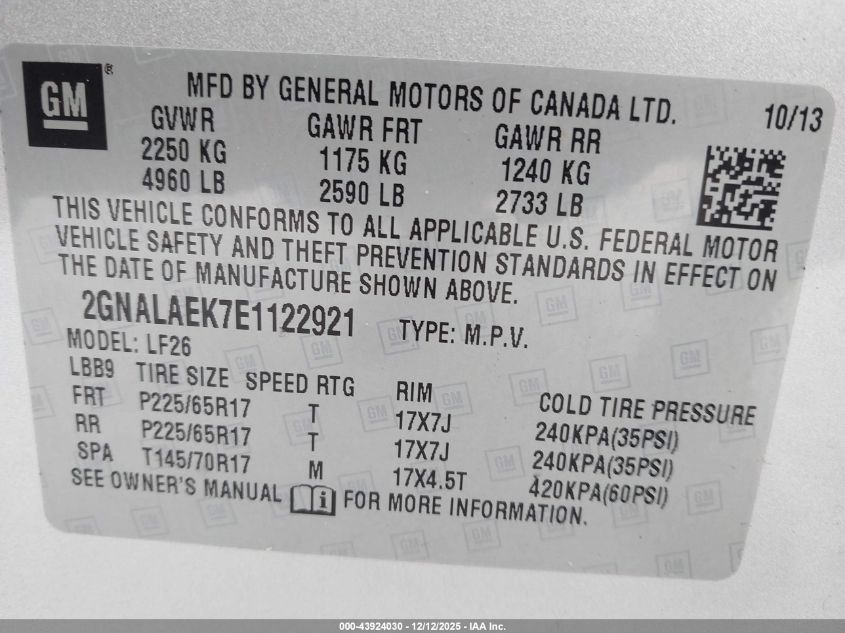 GM ®
MFD BY GENERAL MOTORS OF CANADA LTD. 10/13
GVWR GAWR FRT GAWR RR
2250 KG 1175 KG 1240 KG
4960 LB 2590 LB 2733 LB
THIS VEHICLE CONFORMS TO ALL APPLICABLE U.S. FEDERAL MOTOR
VEHICLE SAFETY AND THEFT PREVENTION STANDARDS IN EFFECT ON
THE DATE OF MANUFACTURE SHOWN ABOVE.
2GNALAEK7E1122921 TYPE: M.P.V.
MODEL: LF26
LBB9 TIRE SIZE SPEED RTG RIM COLD TIRE PRESSURE
FRT P225/65R17 T 17X7J 240KPA(35PSI)
RR P225/65R17 T 17X7J 240KPA(35PSI)
SPA T145/70R17 M 17X4.5T 420KPA(60PSI)
SEE OWNER'S MANUAL i FOR MORE INFORMATION.
000-43924030 - 12/12/2025 - IAA Inc.